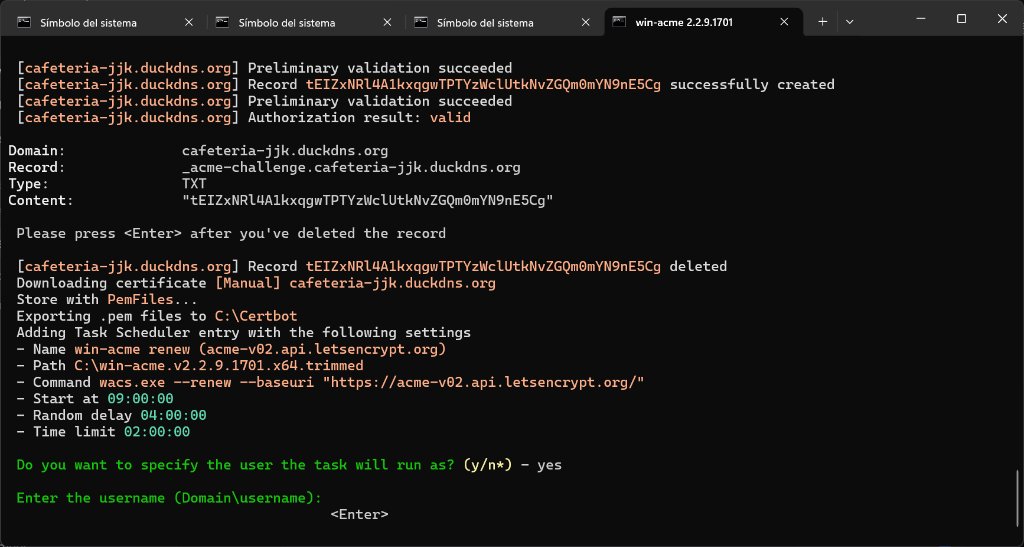 Símbolo del sistema
Símbolo del sistema
Símbolo del sistema
win-acme 2.2.9.1701
[cafeteria-jjk.duckdns.org] Preliminary validation succeeded
[cafeteria-jjk.duckdns.org] Record tEIZxNRl4A1kxqgwTPTYzWclUtkNvZGQm0mYN9nE5Cg successfully created
[cafeteria-jjk.duckdns.org] Preliminary validation succeeded
[cafeteria-jjk.duckdns.org] Authorization result: valid
Domain: cafeteria-jjk.duckdns.org
Record: _acme-challenge.cafeteria-jjk.duckdns.org
Type: TXT
Content: "tEIZxNRl4A1kxqgwTPTYzWclUtkNvZGQm0mYN9nE5Cg"
Please press <Enter> after you've deleted the record
[cafeteria-jjk.duckdns.org] Record tEIZxNRl4A1kxqgwTPTYzWclUtkNvZGQm0mYN9nE5Cg deleted
Downloading certificate [Manual] cafeteria-jjk.duckdns.org
Store with PemFiles...
Exporting .pem files to C:\Certbot
Adding Task Scheduler entry with the following settings
- Name win-acme renew (acme-v02.api.letsencrypt.org)
- Path C:\win-acme.v2.2.9.1701.x64.trimmed
- Command wacs.exe --renew --baseuri "https://acme-v02.api.letsencrypt.org/"
- Start at 09:00:00
- Random delay 04:00:00
- Time limit 02:00:00
Do you want to specify the user the task will run as? (y/n*) - yes
Enter the username (Domain\username):
<Enter>